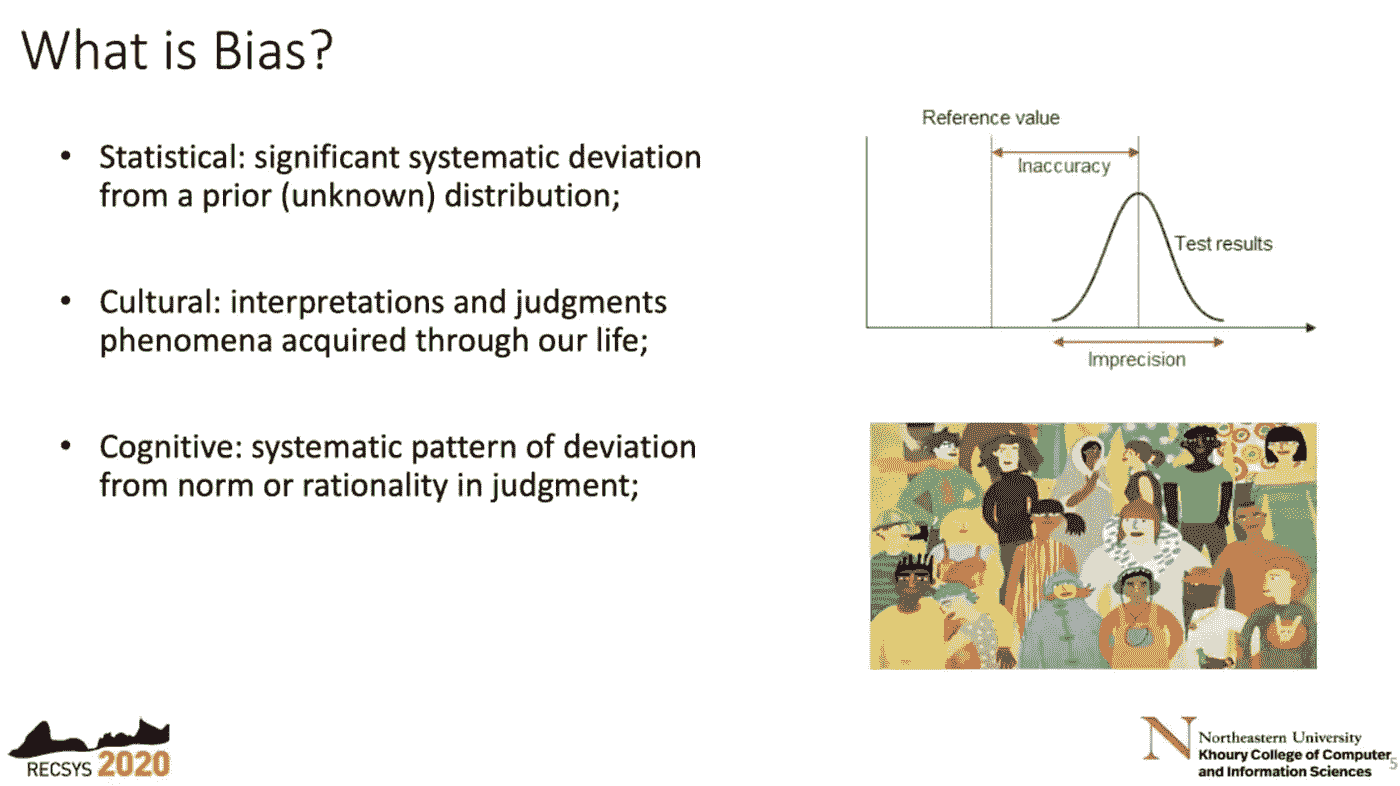 What is Bias?
• Statistical: significant systematic deviation
from a prior (unknown) distribution;
• Cultural: interpretations and judgments
phenomena acquired through our life;
• Cognitive: systematic pattern of deviation
from norm or rationality in judgment;
Reference value
Inaccuracy
Test results
Imprecision
RECSYS 2020
N
Northeastern University
Khoury College of Computer
and Information Sciences
5